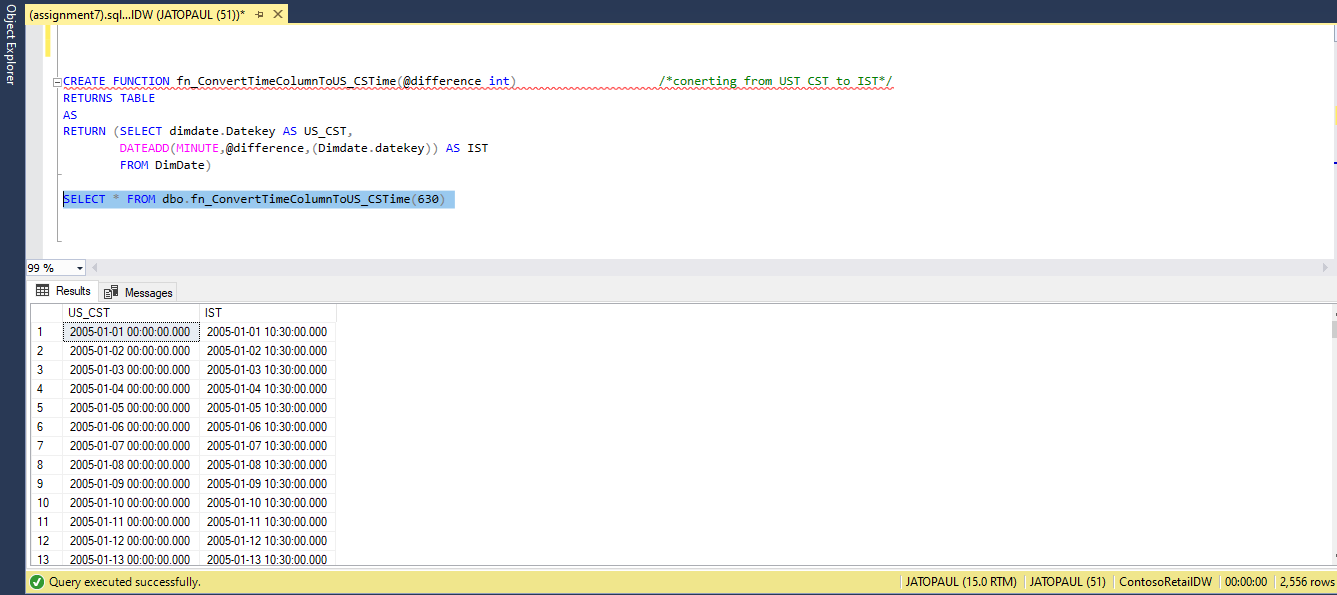 Object Explorer
(assignment7).sql...IDW (JATOPAUL (51))*
CREATE FUNCTION fn_ConvertTimeColumnToUS_CSTime(@difference int) /*conerting from UST CST to IST*/
RETURNS TABLE
AS
RETURN (SELECT dimdate.Datekey AS US_CST,
DATEADD(MINUTE,@difference,(Dimdate.datekey)) AS IST
FROM DimDate)
SELECT * FROM dbo.fn_ConvertTimeColumnToUS_CSTime(630)
99 %
Results Messages
US_CST IST
1 2005-01-01 00:00:00.000 2005-01-01 10:30:00.000
2 2005-01-02 00:00:00.000 2005-01-02 10:30:00.000
3 2005-01-03 00:00:00.000 2005-01-03 10:30:00.000
4 2005-01-04 00:00:00.000 2005-01-04 10:30:00.000
5 2005-01-05 00:00:00.000 2005-01-05 10:30:00.000
6 2005-01-06 00:00:00.000 2005-01-06 10:30:00.000
7 2005-01-07 00:00:00.000 2005-01-07 10:30:00.000
8 2005-01-08 00:00:00.000 2005-01-08 10:30:00.000
9 2005-01-09 00:00:00.000 2005-01-09 10:30:00.000
10 2005-01-10 00:00:00.000 2005-01-10 10:30:00.000
11 2005-01-11 00:00:00.000 2005-01-11 10:30:00.000
12 2005-01-12 00:00:00.000 2005-01-12 10:30:00.000
13 2005-01-13 00:00:00.000 2005-01-13 10:30:00.000
Query executed successfully. JATOPAUL (15.0 RTM) JATOPAUL (51) ContosoRetailDW 00:00:00 2,556 rows